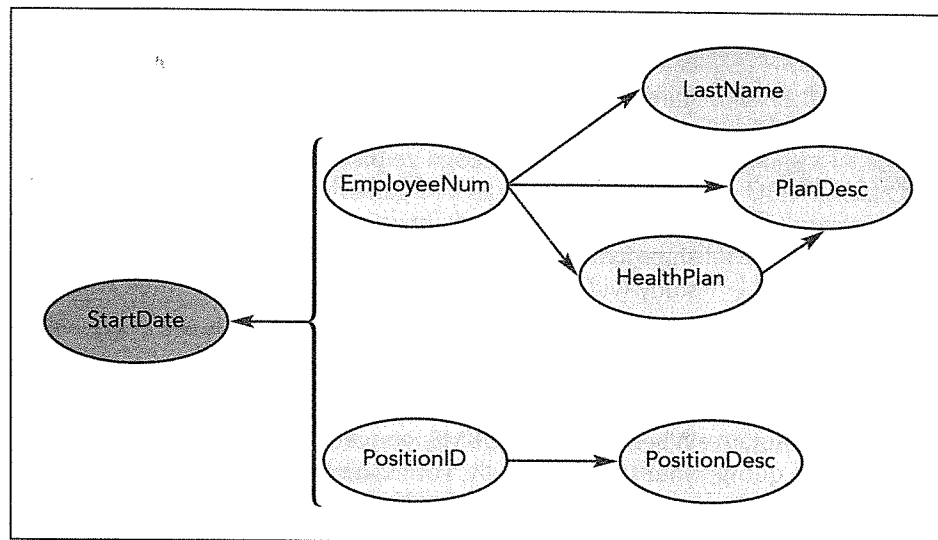 LastName
EmployeeNum
PlanDesc
HealthPlan
StartDate
PositionID
PositionDesc